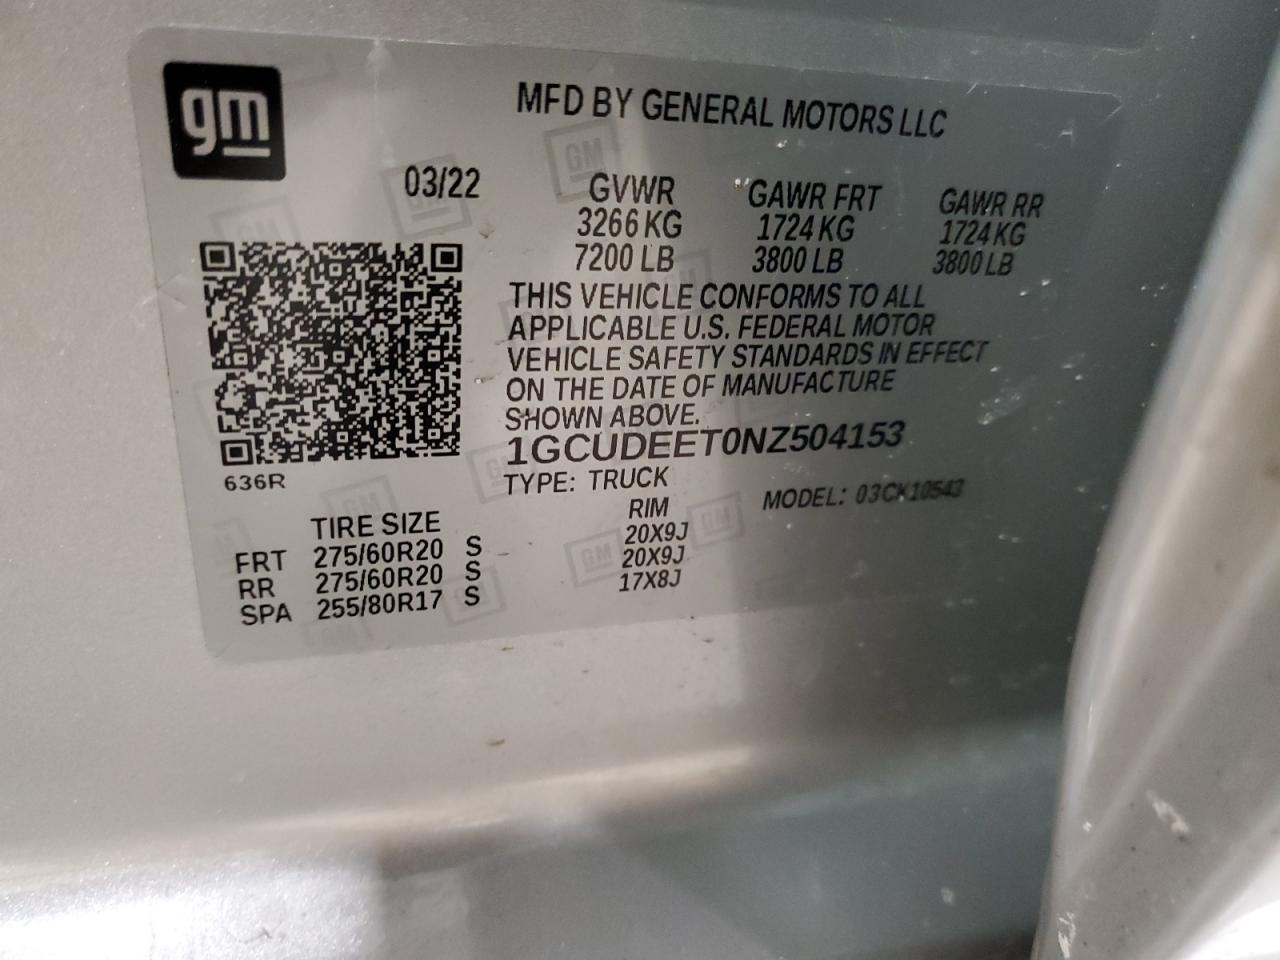 gm
MFD BY GENERAL MOTORS LLC
03/22
GVWR GAWR FRT GAWR RR
3266 KG 1724 KG 1724 KG
7200 LB 3800 LB 3800 LB
THIS VEHICLE CONFORMS TO ALL
APPLICABLE U.S. FEDERAL MOTOR
VEHICLE SAFETY STANDARDS IN EFFECT
ON THE DATE OF MANUFACTURE
SHOWN ABOVE.
1GCUDEET0NZ504153
TYPE: TRUCK MODEL: 03CK10543
636R
TIRE SIZE RIM
FRT 275/60R20 S 20X9J
RR 275/60R20 S 20X9J
SPA 255/80R17 S 17X8J